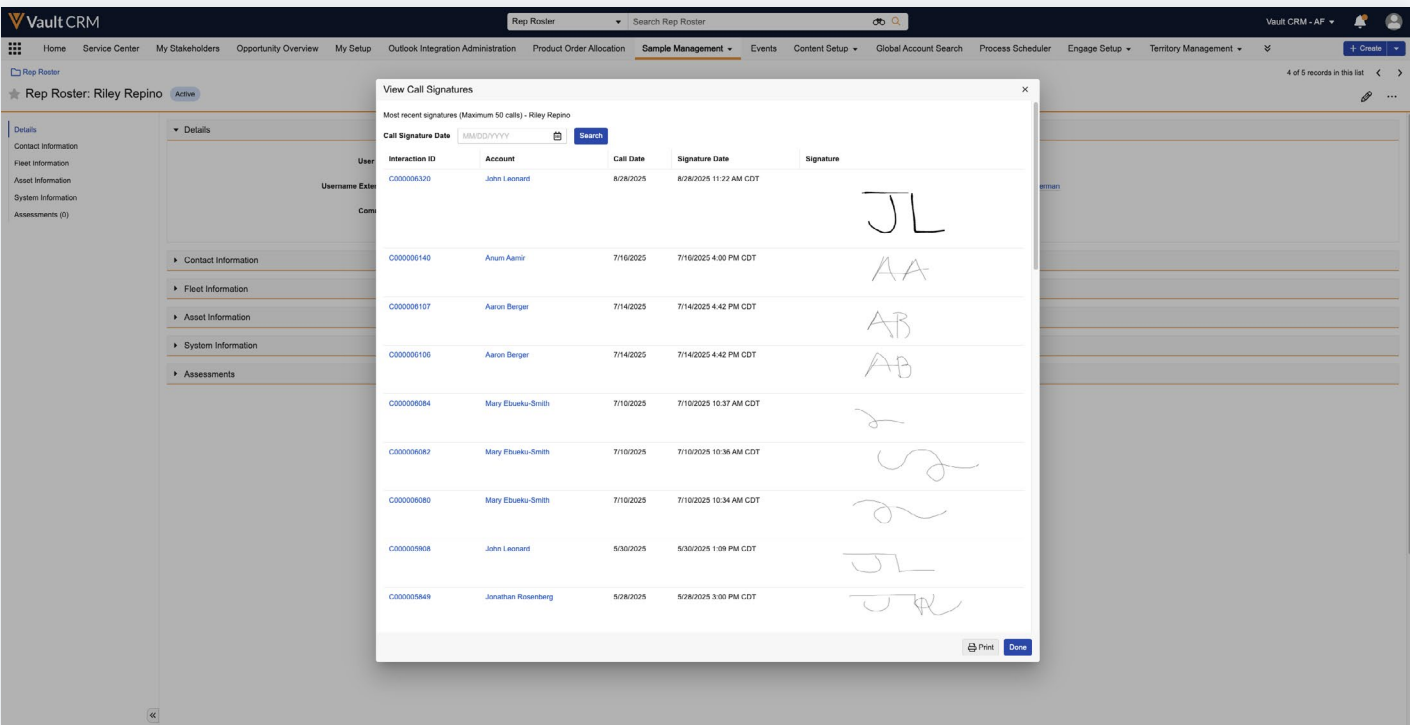 Vault CRM
Rep Roster
Search Rep Roster
Vault CRM - AF
Home Service Center My Stakeholders Opportunity Overview My Setup Outlook Integration Administration Product Order Allocation Sample Management Events Content Setup Global Account Search Process Scheduler Engage Setup Territory Management + Create
Rep Roster
4 of 5 records in this list
Rep Roster: Riley Repino Active
Details
Contact Information
Fleet Information
Asset Information
System Information
Assessments (0)
Details
User
Username Exter
Com
erman
Contact Information
Fleet Information
Asset Information
System Information
Assessments
View Call Signatures
Most recent signatures (Maximum 50 calls) - Riley Repino
Call Signature Date MM/DD/YYYY Search
Interaction ID Account Call Date Signature Date Signature
C000006320 John Leonard 8/28/2025 8/28/2025 11:22 AM CDT
JL
C000006140 Anum Aamir 7/16/2025 7/16/2025 4:00 PM CDT
AA
C000006107 Aaron Berger 7/14/2025 7/14/2025 4:42 PM CDT
AB
C000006106 Aaron Berger 7/14/2025 7/14/2025 4:42 PM CDT
AB
C000006084 Mary Ebueku-Smith 7/10/2025 7/10/2025 10:37 AM CDT
C000006082 Mary Ebueku-Smith 7/10/2025 7/10/2025 10:36 AM CDT
C000006080 Mary Ebueku-Smith 7/10/2025 7/10/2025 10:34 AM CDT
C000005908 John Leonard 5/30/2025 5/30/2025 1:09 PM CDT
JL
C000005849 Jonathan Rosenberg 5/28/2025 5/28/2025 3:00 PM CDT
JR
Print Done